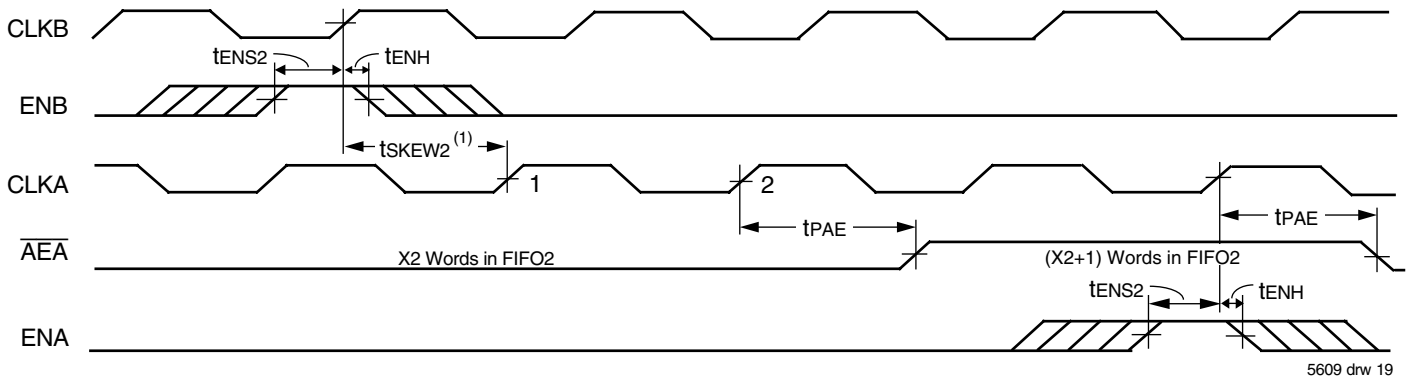 CLKB
tENS2 tENH
ENB
tSKEW2 (1)
CLKA 1 2
tPAE tPAE
AEA
X2 Words in FIFO2 (X2+1) Words in FIFO2
tENS2 tENH
ENA
5609 drw 19